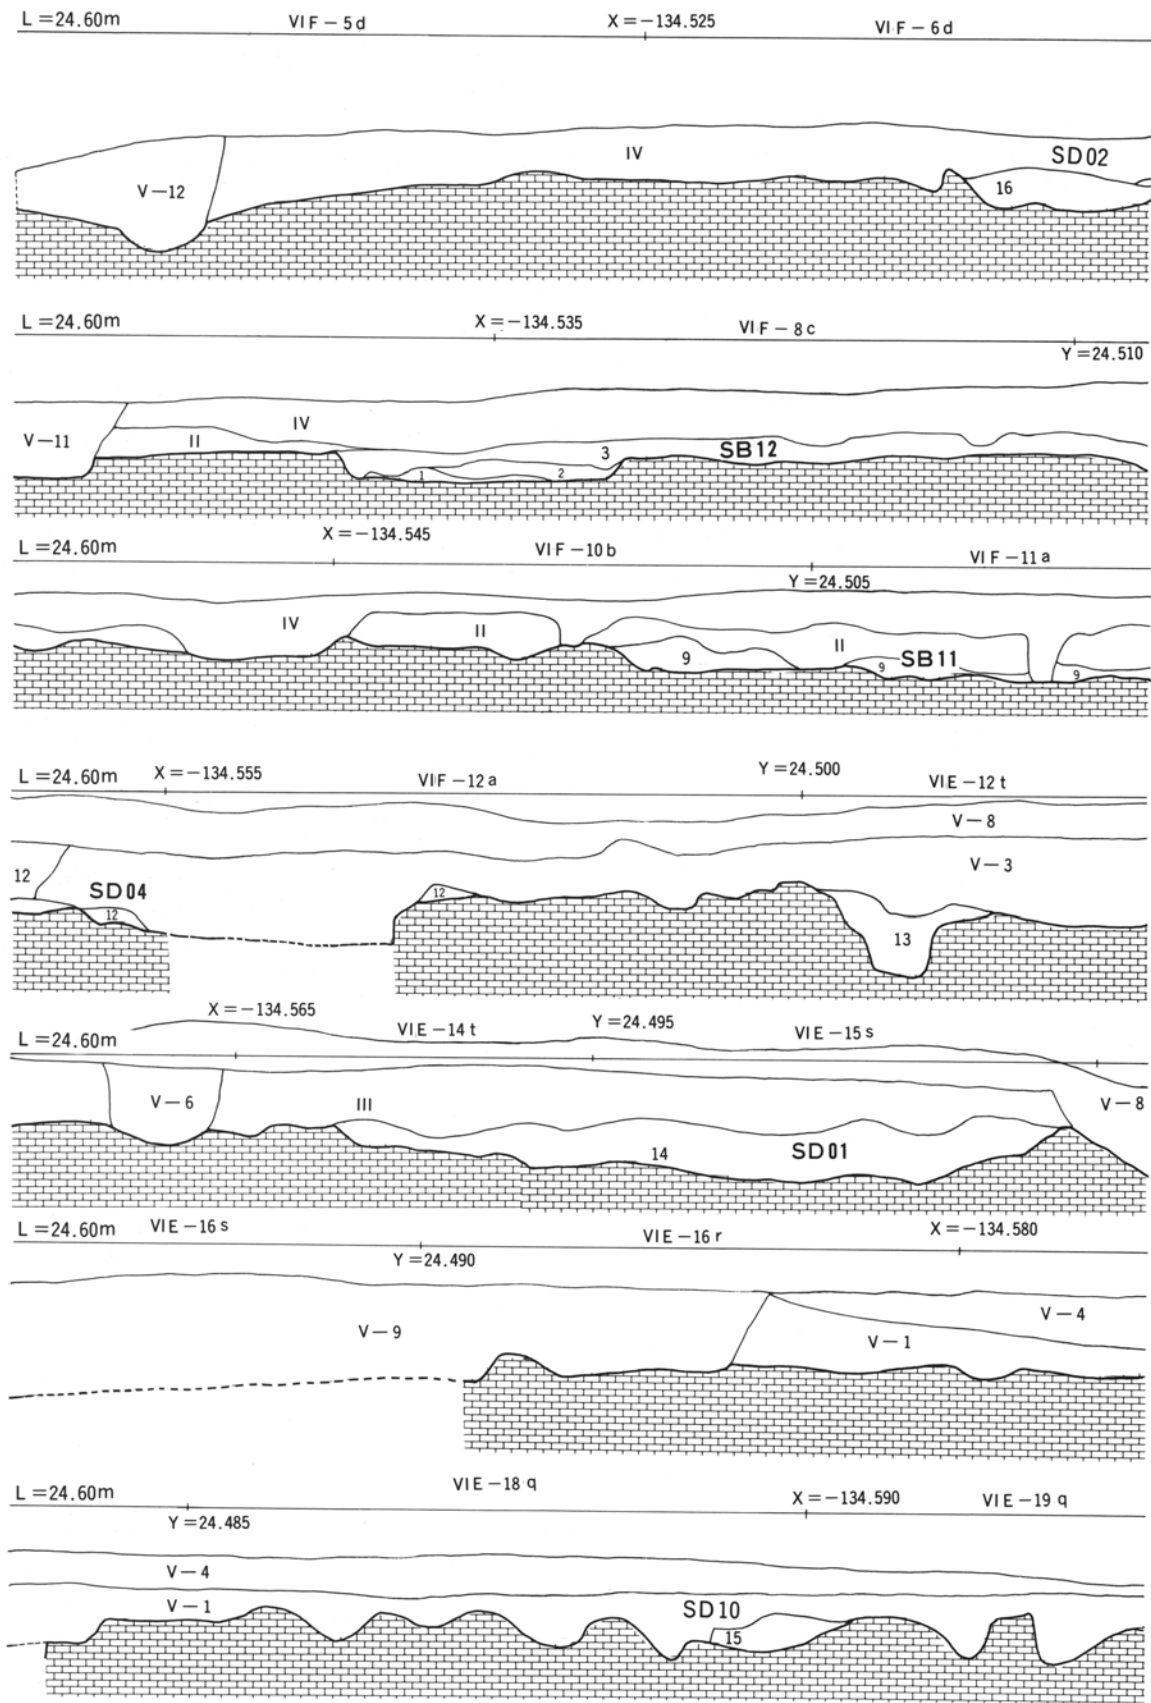 L=24.60m VIF-5d X=-134.525 VIF-6d
IV SD02
V-12 16
L=24.60m X=-134.535 VIF-8c
Y=24.510
IV
V-11 II 3 SB12
1 2
X=-134.545
L=24.60m VIF-10b VIF-11a
Y=24.505
IV II II
9 9 SB11 9
L=24.60m X=-134.555 VIF-12a Y=24.500 VIE-12t
V-8
12 SD04 12 V-3
12
13
X=-134.565 Y=24.495
L=24.60m VIE-14t VIE-15s
V-6 III V-8
14 SD01
L=24.60m VIE-16s VIE-16r X=-134.580
Y=24.490
V-4
V-9 V-1
VIE-18q
L=24.60m X=-134.590 VIE-19q
Y=24.485
V-4
V-1 SD10
15